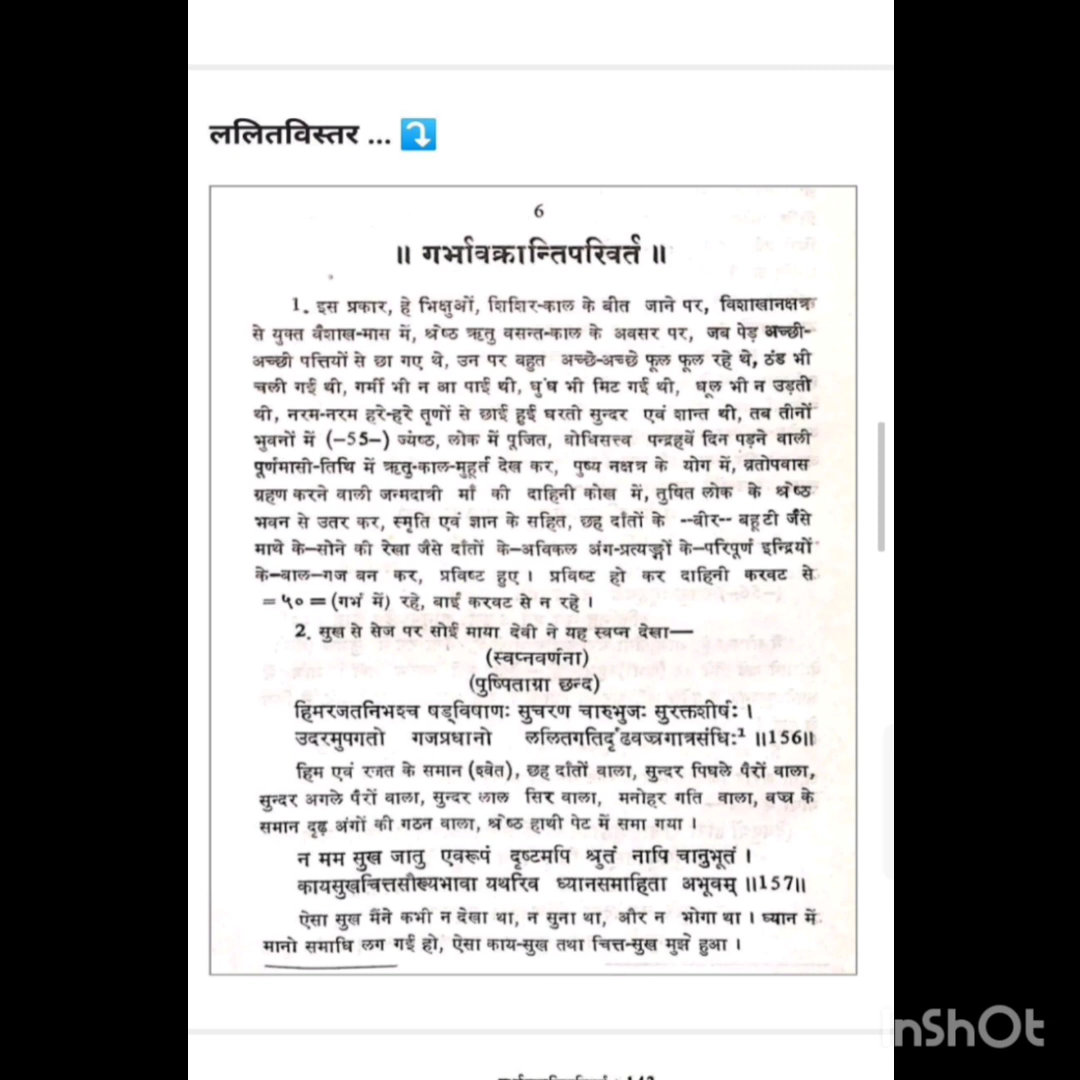 ललितविस्तर ...
6
॥ गर्भावक्रान्तिपरिवर्त ॥
1. इस प्रकार, हे भिक्षुओं, शिशिर-काल के बीत जाने पर, विशाखानक्षत्र
से युक्त वैशाख-मास में, श्रेष्ठ ऋतु वसन्त-काल के अवसर पर, जब पेड़ अच्छी-
अच्छी पत्तियों से छा गए थे, उन पर बहुत अच्छे-अच्छे फूल फूल रहे थे, ठंड भी
चली गई थी, गर्मी भी न आ पाई थी, धुंध भी मिट गई थी, धूल भी न उड़ती
थी, नरम-नरम हरे-हरे तृणों से छाई हुई धरती सुन्दर एवं शान्त थी, तब तीनों
भुवनों में (–55–) ज्येष्ठ, लोक में पूजित, बोधिसत्त्व पन्द्रहवें दिन पड़ने वाली
पूर्णमासी-तिथि में ऋतु-काल-मुहूर्त देख कर, पुष्य नक्षत्र के योग में, व्रतोपवास
ग्रहण करने वाली जन्मदात्री माँ की दाहिनी कोख में, तुषित लोक के श्रेष्ठ
भवन से उतर कर, स्मृति एवं ज्ञान के सहित, छह दाँतों के --बीर-- बहूटी जैसे
माथे के–सोने की रेखा जैसे दाँतों के–अविकल अंग-प्रत्यङ्गों के–परिपूर्ण इन्द्रियों
के–बाल–गज बन कर, प्रविष्ट हुए । प्रविष्ट हो कर दाहिनी करवट से
= ५० = (गर्भ में) रहे, बाईं करवट से न रहे ।
2. सुख से सेज पर सोई माया देवी ने यह स्वप्न देखा—
(स्वप्नवर्णना)
(पुष्पिताग्रा छन्द)
हिमरजतनिभश्च षड्विषाणः सुचरण चारुभुजः सुरक्तशीर्षः ।
उदरमुपगतो गजप्रधानो ललितगतिर्दृढवज्रगात्रसंधिः¹ ॥156॥
हिम एवं रजत के समान (श्वेत), छह दाँतों वाला, सुन्दर पिछले पैरों वाला,
सुन्दर अगले पैरों वाला, सुन्दर लाल सिर वाला, मनोहर गति वाला, वज्र के
समान दृढ़ अंगों की गठन वाला, श्रेष्ठ हाथी पेट में समा गया ।
न मम सुख जातु एवरूपं दृष्टमपि श्रुतं नापि चानुभूतं ।
कायसुखचित्तसौख्यभावा यथरिव ध्यानसमाहिता अभूवम् ॥157॥
ऐसा सुख मैंने कभी न देखा था, न सुना था, और न भोगा था । ध्यान में
मानो समाधि लग गई हो, ऐसा काय-सुख तथा चित्त-सुख मुझे हुआ ।
InShOt